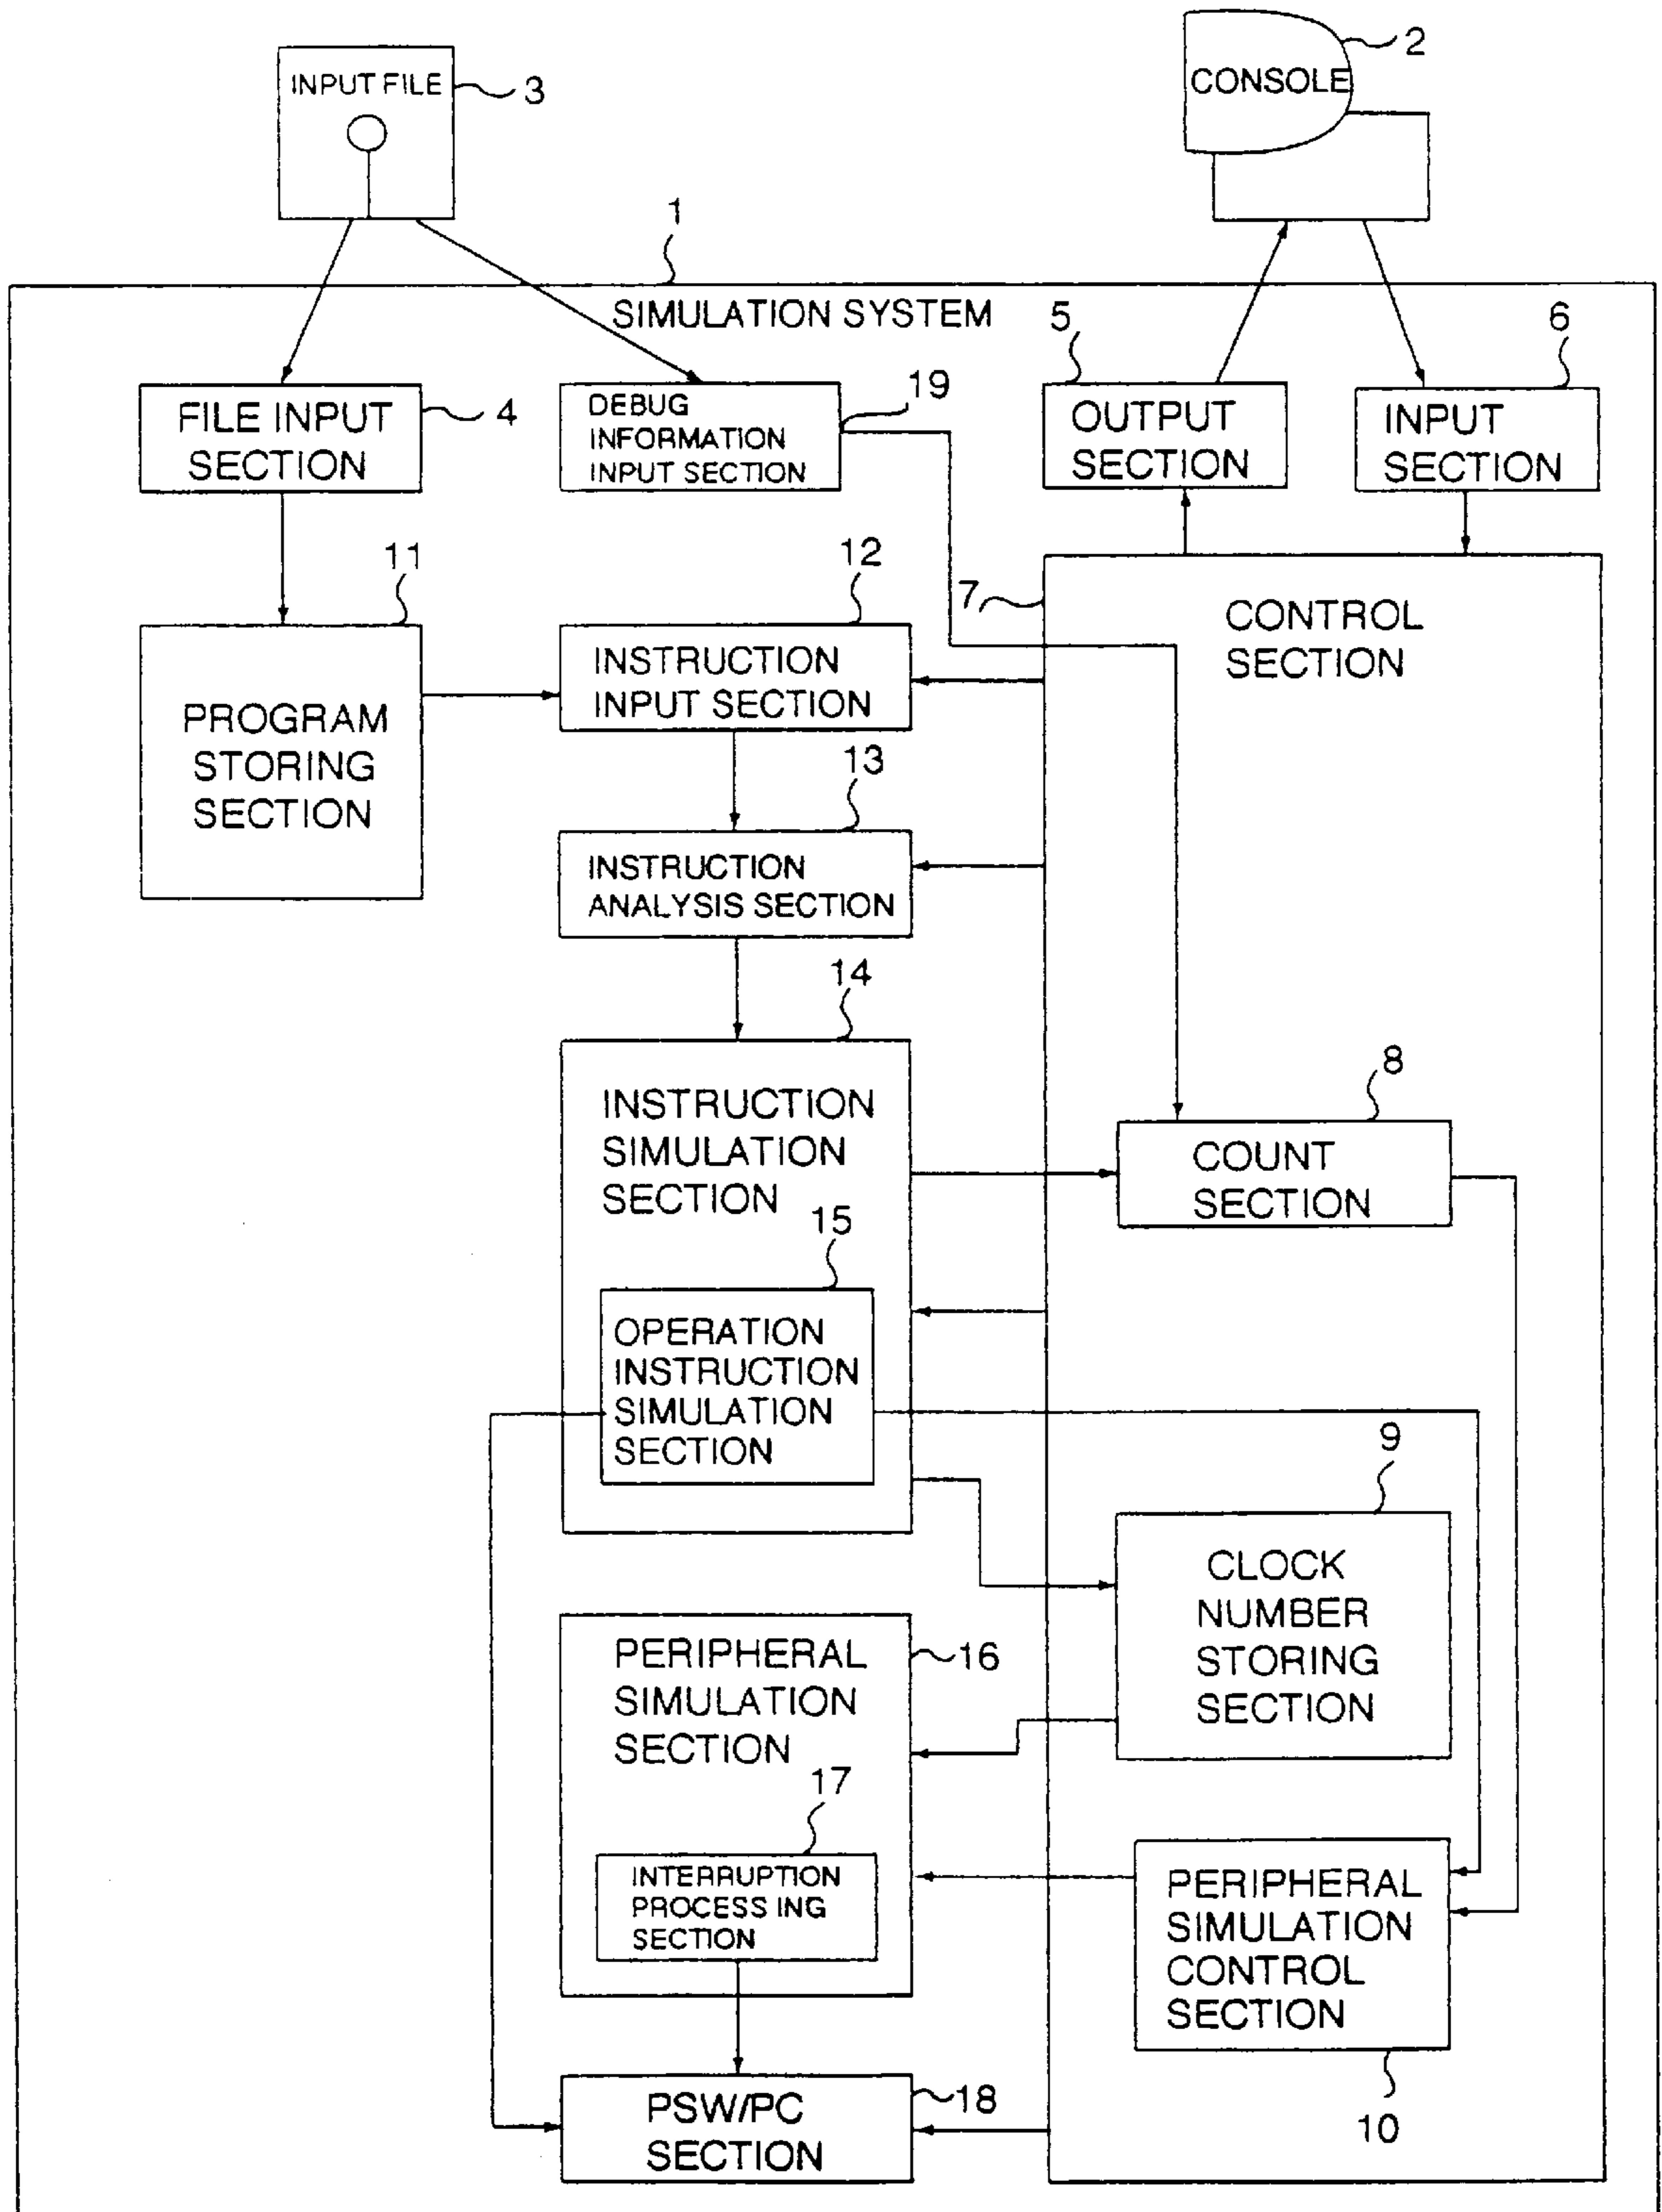 2
CONSOLE
INPUT FILE
3
1
SIMULATION SYSTEM
5
6
FILE INPUT
SECTION
4
DEBUG
INFORMATION
INPUT SECTION
19
OUTPUT
SECTION
INPUT
SECTION
11
12
7
CONTROL
SECTION
PROGRAM
STORING
SECTION
INSTRUCTION
INPUT SECTION
13
INSTRUCTION
ANALYSIS SECTION
14
INSTRUCTION
SIMULATION
SECTION
8
COUNT
SECTION
15
OPERATION
INSTRUCTION
SIMULATION
SECTION
9
CLOCK
NUMBER
STORING
SECTION
PERIPHERAL
SIMULATION
SECTION
16
17
INTERRUPTION
PROCESS ING
SECTION
PERIPHERAL
SIMULATION
CONTROL
SECTION
10
PSW/PC
SECTION
18